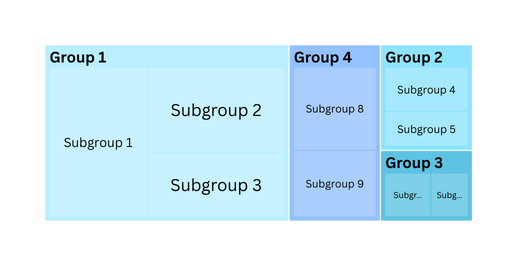 Group 1
Subgroup 1
Subgroup 2
Subgroup 3
Group 4
Subgroup 8
Subgroup 9
Group 2
Subgroup 4
Subgroup 5
Group 3
Subgr...
Subg...